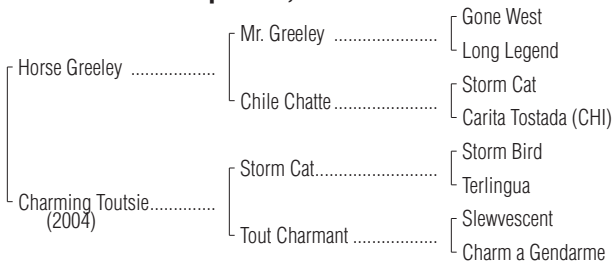 Gone West
Mr. Greeley ......................
Long Legend
Horse Greeley ..................
Storm Cat
Chile Chatte......................
Carita Tostada (CHI)
Storm Bird
Storm Cat..........................
Terlingua
Charming Toutsie..............
(2004)
Slewvescent
Tout Charmant ..................
Charm a Gendarme